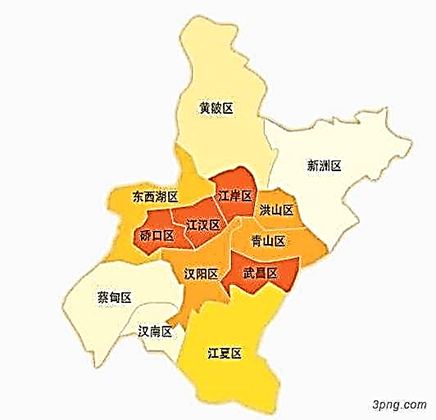 黄陂区
新洲区
东西湖区
江岸区
洪山区
江汉区
硚口区
青山区
汉阳区
武昌区
蔡甸区
汉南区
江夏区
3png.com